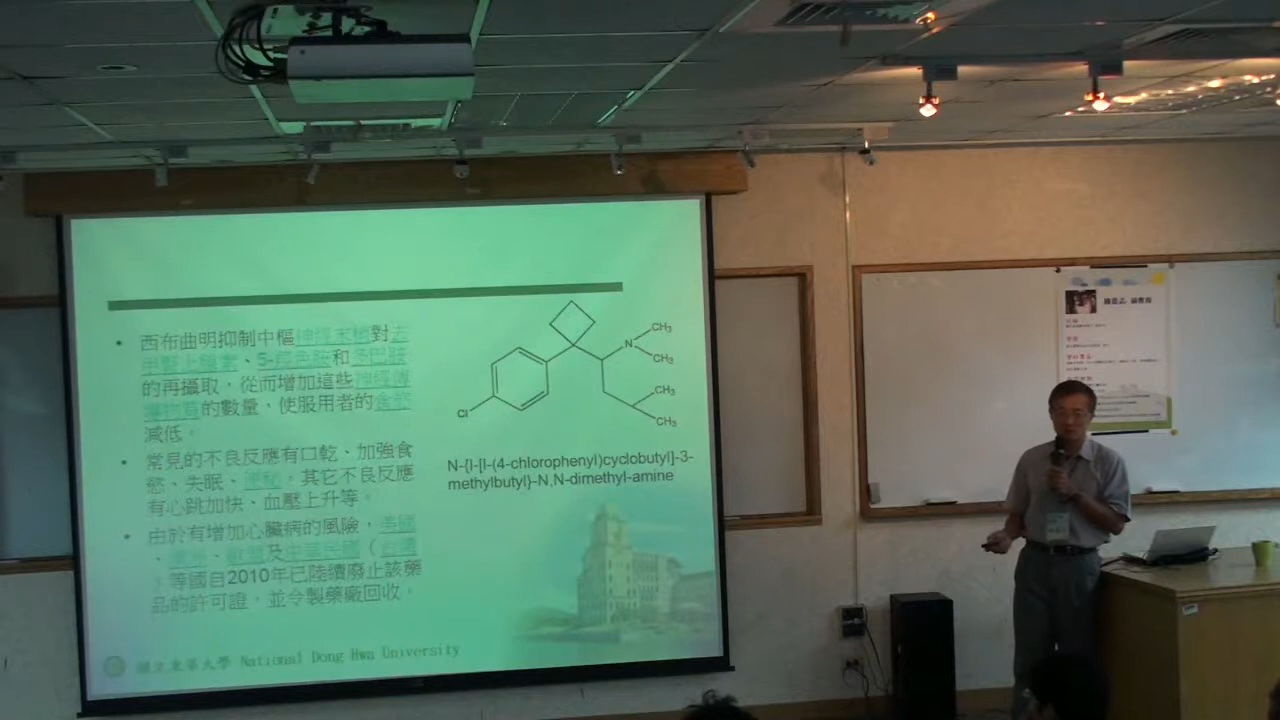 西布曲明抑制中樞神經末梢對去
甲腎上腺素、5-羥色胺和多巴胺
的再攝取，從而增加這些神經傳
導物質的數量，使服用者的食慾
減低。
常見的不良反應有口乾、加強食
慾、失眠、便秘，其它不良反應
有心跳加快、血壓上升等。
由於有增加心臟病的風險，美國
、及中華民國（台灣
）等國自2010年已陸續廢止該藥
品的許可證，並令製藥廠回收。
CH3
N
CH3
CH3
CH3
Cl
N-{l-[l-(4-chlorophenyl)cyclobutyl]-3-
methylbutyl}-N,N-dimethyl-amine
國立東華大學 National Dong Hwa University